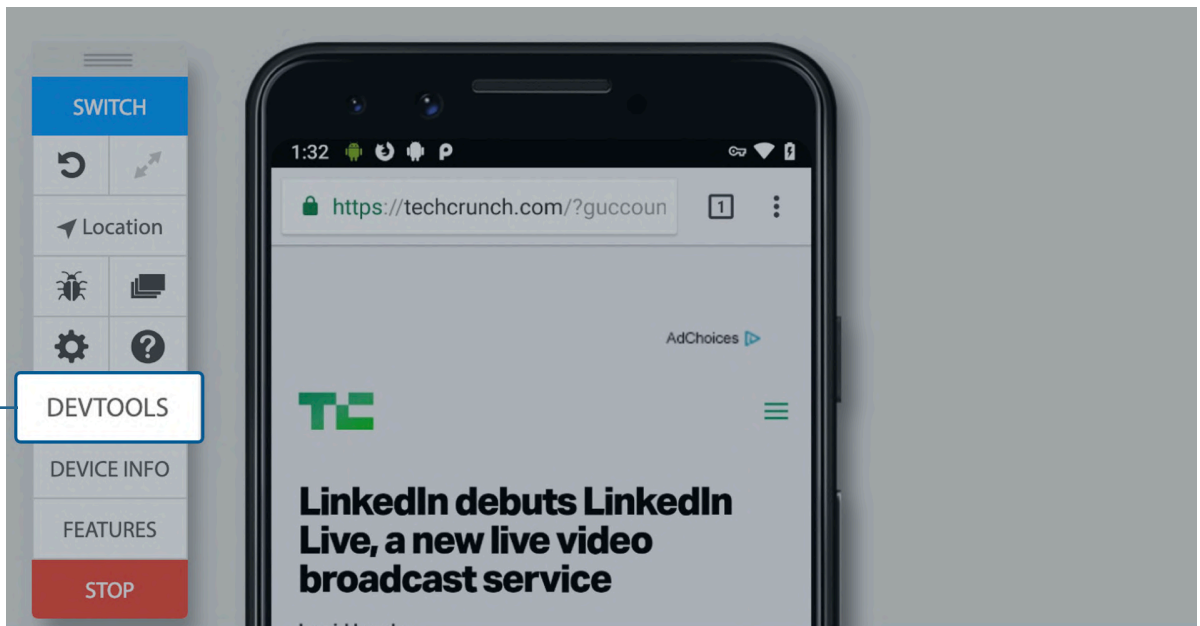 SWITCH
Location
DEVTOOLS
DEVICE INFO
FEATURES
STOP
1:32
https://techcrunch.com/?guccoun
1
AdChoices
TC
LinkedIn debuts LinkedIn
Live, a new live video
broadcast service